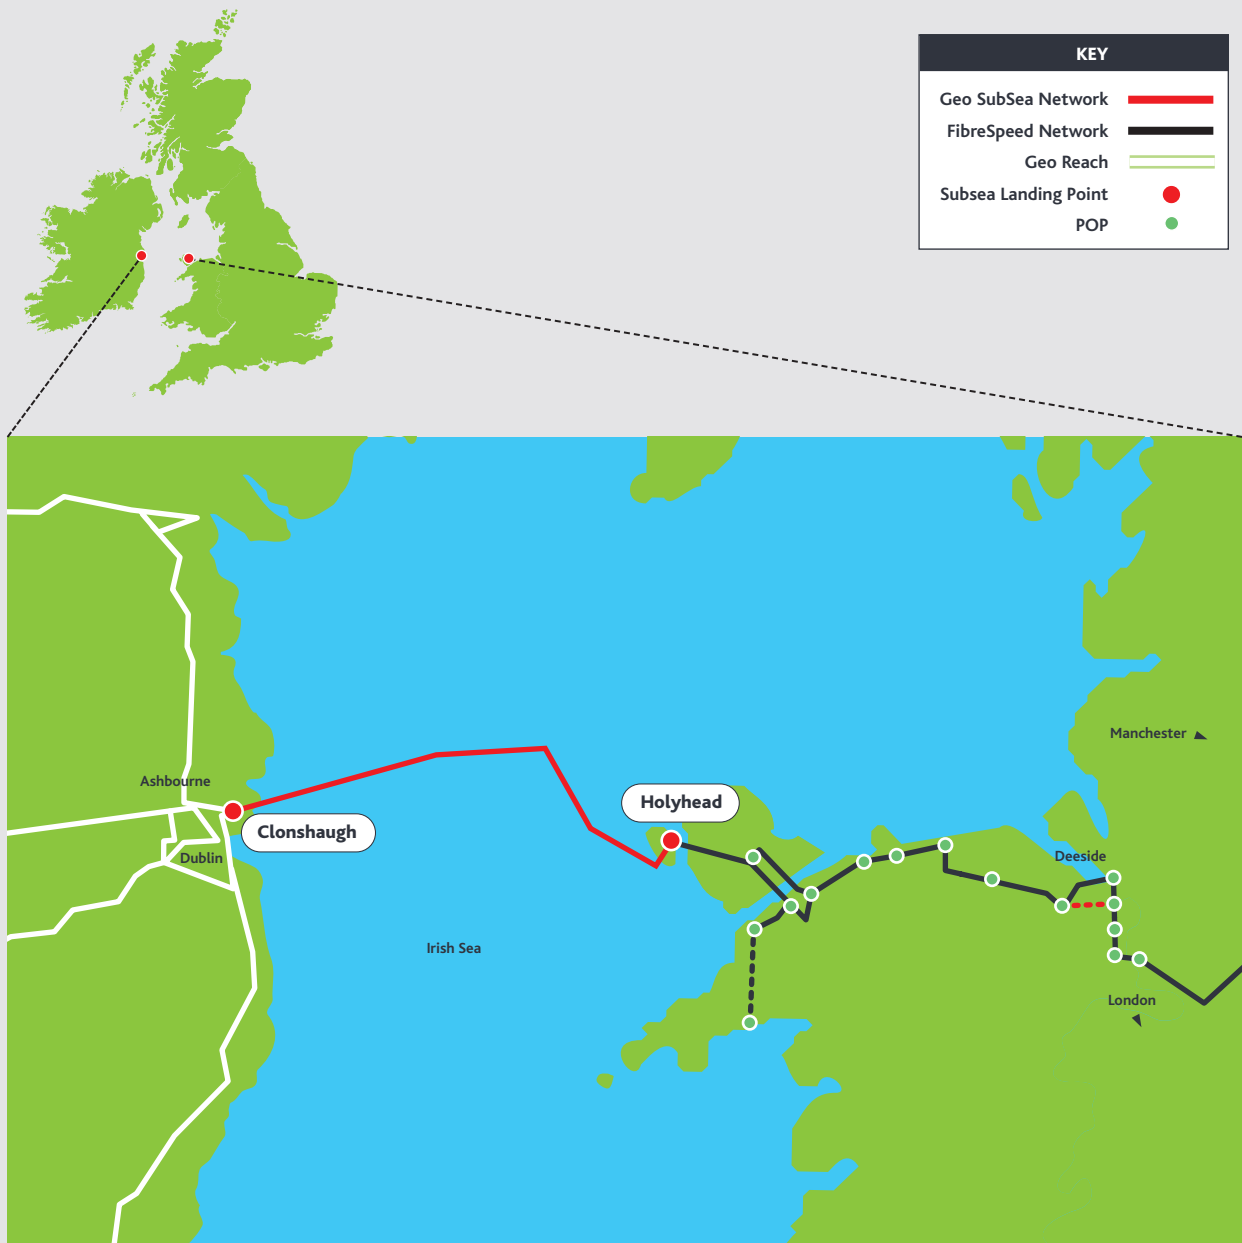 KEY
Geo SubSea Network
FibreSpeed Network
Geo Reach
Subsea Landing Point
POP
Manchester
Ashbourne
Holyhead
Clonshaugh
Dublin
Deeside
Irish Sea
London